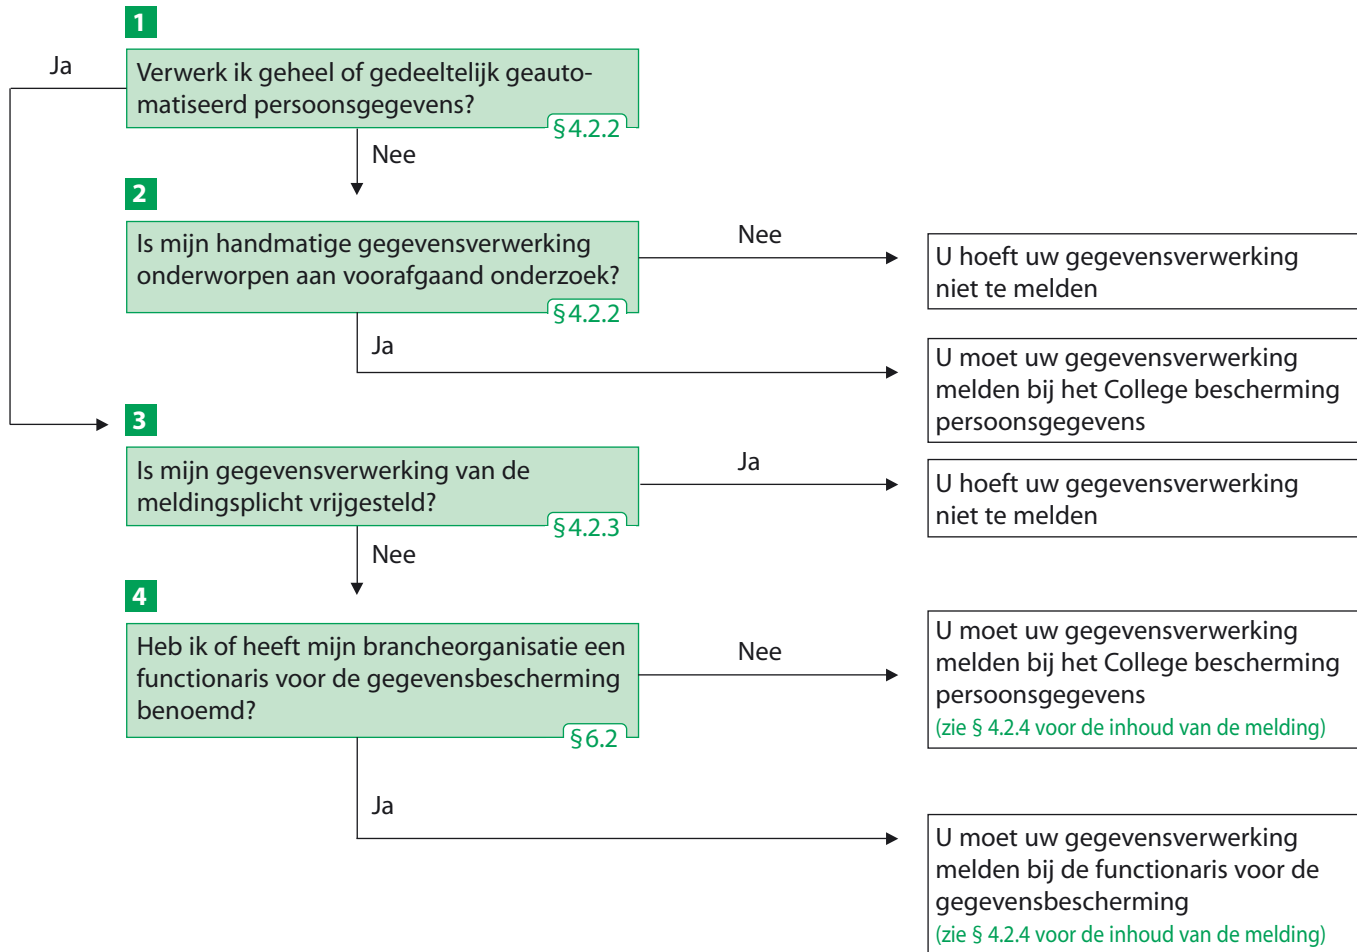 1
Ja
Verwerk ik geheel of gedeeltelijk geauto-
matiseerd persoonsgegevens?
§ 4.2.2
Nee
2
Is mijn handmatige gegevensverwerking
onderworpen aan voorafgaand onderzoek?
§ 4.2.2
Nee
U hoeft uw gegevensverwerking
niet te melden
Ja
U moet uw gegevensverwerking
melden bij het College bescherming
persoonsgegevens
3
Is mijn gegevensverwerking van de
meldingsplicht vrijgesteld?
§ 4.2.3
Ja
U hoeft uw gegevensverwerking
niet te melden
Nee
4
Heb ik of heeft mijn brancheorganisatie een
functionaris voor de gegevensbescherming
benoemd?
§ 6.2
Nee
U moet uw gegevensverwerking
melden bij het College bescherming
persoonsgegevens
(zie § 4.2.4 voor de inhoud van de melding)
Ja
U moet uw gegevensverwerking
melden bij de functionaris voor de
gegevensbescherming
(zie § 4.2.4 voor de inhoud van de melding)